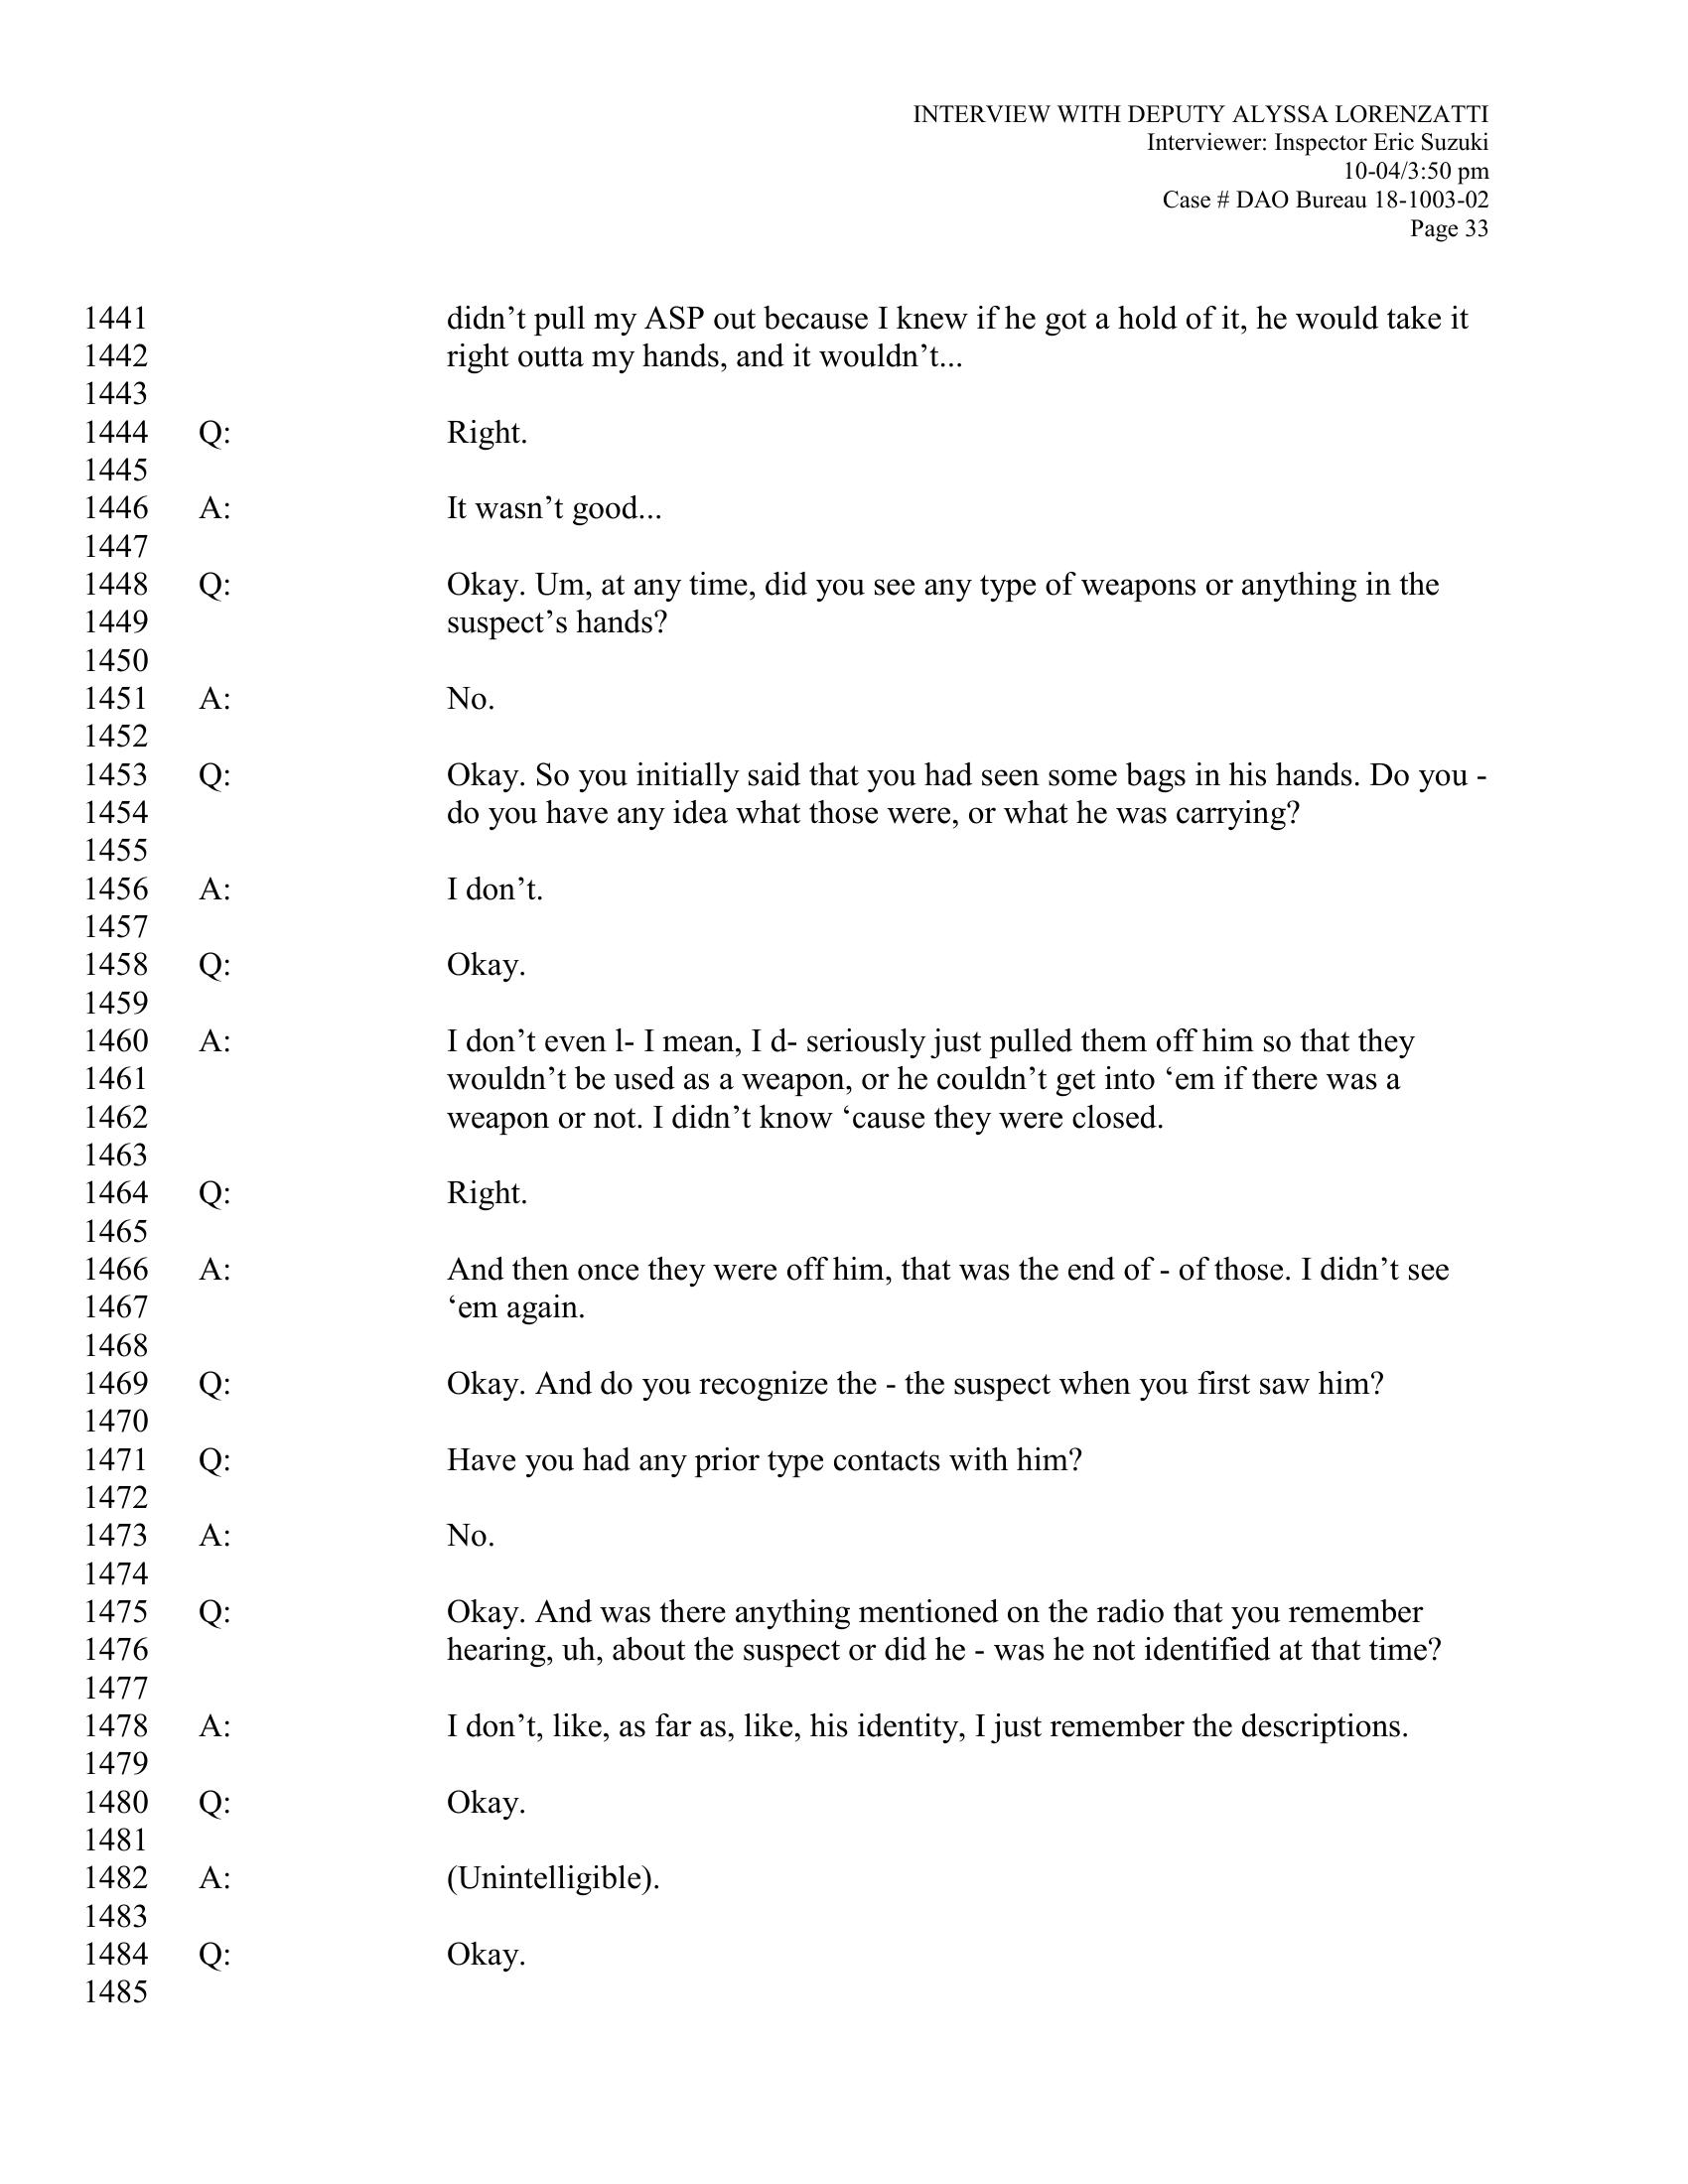 INTERVIEW WITH DEPUTY ALYSSA LORENZATTI
Interviewer: Inspector Eric Suzuki
10-04/3:50 pm
Case # DAO Bureau 18-1003-02
Page 33
1441 didn’t pull my ASP out because I knew if he got a hold of it, he would take it
1442 right outta my hands, and it wouldn’t...
1443
1444 Q: Right.
1445
1446 A: It wasn’t good...
1447
1448 Q: Okay. Um, at any time, did you see any type of weapons or anything in the
1449 suspect’s hands?
1450
1451 A: No.
1452
1453 Q: Okay. So you initially said that you had seen some bags in his hands. Do you -
1454 do you have any idea what those were, or what he was carrying?
1455
1456 A: I don’t.
1457
1458 Q: Okay.
1459
1460 A: I don’t even l- I mean, I d- seriously just pulled them off him so that they
1461 wouldn’t be used as a weapon, or he couldn’t get into ‘em if there was a
1462 weapon or not. I didn’t know ‘cause they were closed.
1463
1464 Q: Right.
1465
1466 A: And then once they were off him, that was the end of - of those. I didn’t see
1467 ‘em again.
1468
1469 Q: Okay. And do you recognize the - the suspect when you first saw him?
1470
1471 Q: Have you had any prior type contacts with him?
1472
1473 A: No.
1474
1475 Q: Okay. And was there anything mentioned on the radio that you remember
1476 hearing, uh, about the suspect or did he - was he not identified at that time?
1477
1478 A: I don’t, like, as far as, like, his identity, I just remember the descriptions.
1479
1480 Q: Okay.
1481
1482 A: (Unintelligible).
1483
1484 Q: Okay.
1485